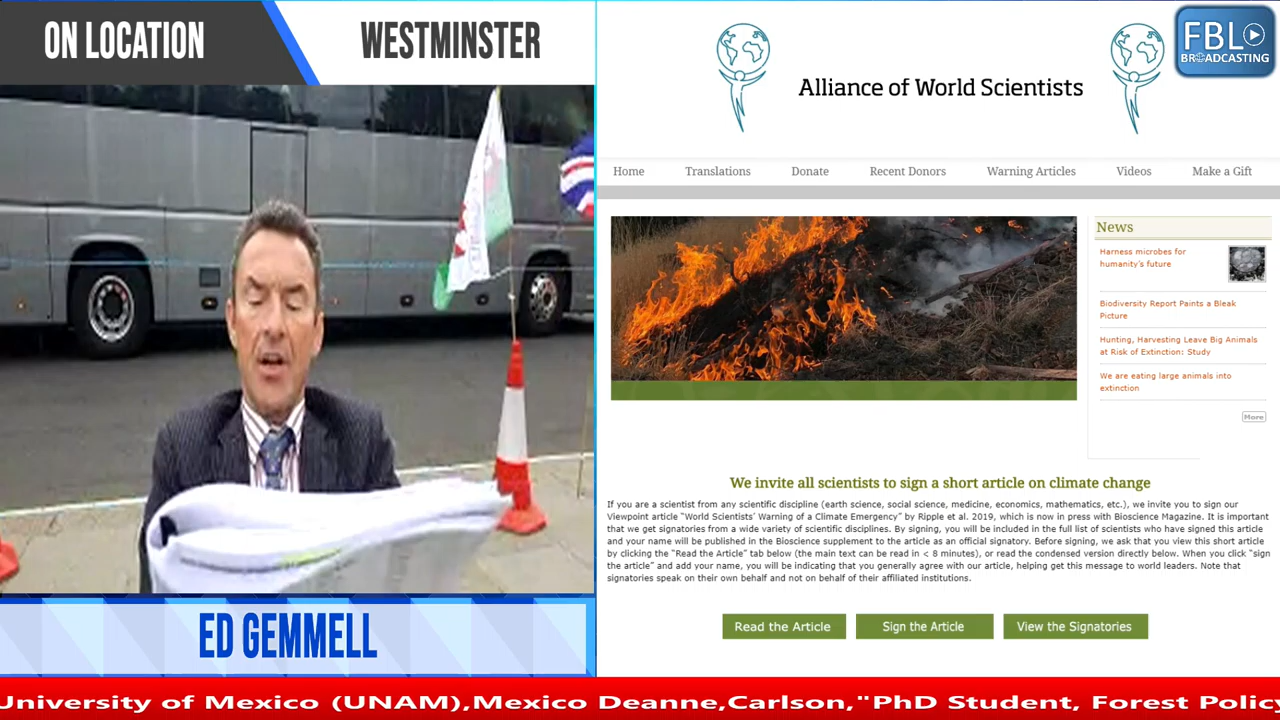 ON LOCATION
WESTMINSTER
FBL
BROADCASTING
Alliance of World Scientists
Home
Translations
Donate
Recent Donors
Warning Articles
Videos
Make a Gift
News
Harness microbes for
humanity's future
Biodiversity Report Paints a Bleak
Picture
Hunting, Harvesting Leave Big Animals
at Risk of Extinction: Study
We are eating large animals into
extinction
More
We invite all scientists to sign a short article on climate change
If you are a scientist from any scientific discipline (earth science, social science, medicine, economics, mathematics, etc.), we invite you to sign our
Viewpoint article "World Scientists' Warning of a Climate Emergency" by Ripple et al. 2019, which is now in press with Bioscience Magazine. It is important
that we get signatories from a wide variety of scientific disciplines. By signing, you will be included in the full list of scientists who have signed this article
and your name will be published in the Bioscience supplement to the article as an official signatory. Before signing, we ask that you view this short article
by clicking the "Read the Article" tab below (the main text can be read in < 8 minutes), or read the condensed version directly below. When you click "sign
the article" and add your name, you will be indicating that you generally agree with our article, helping get this message to world leaders. Note that
signatories speak on their own behalf and not on behalf of their affiliated institutions.
Read the Article
Sign the Article
View the Signatories
ED GEMMELL
University of Mexico (UNAM),Mexico Deanne,Carlson,"PhD Student, Forest Policy